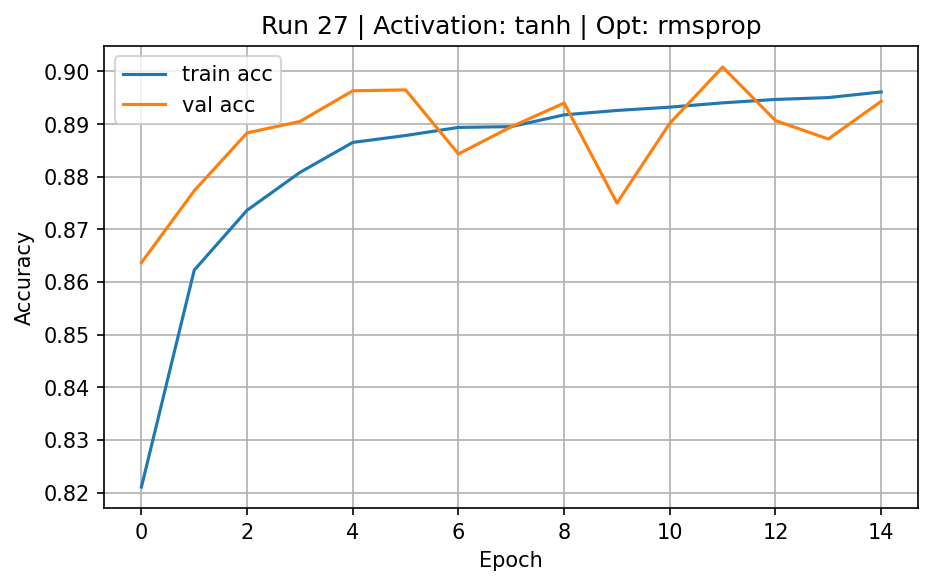 Run 27 | Activation: tanh | Opt: rmsprop
train acc
val acc
0.90
0.89
0.88
0.87
0.86
0.85
0.84
0.83
0.82
Accuracy
0 2 4 6 8 10 12 14
Epoch